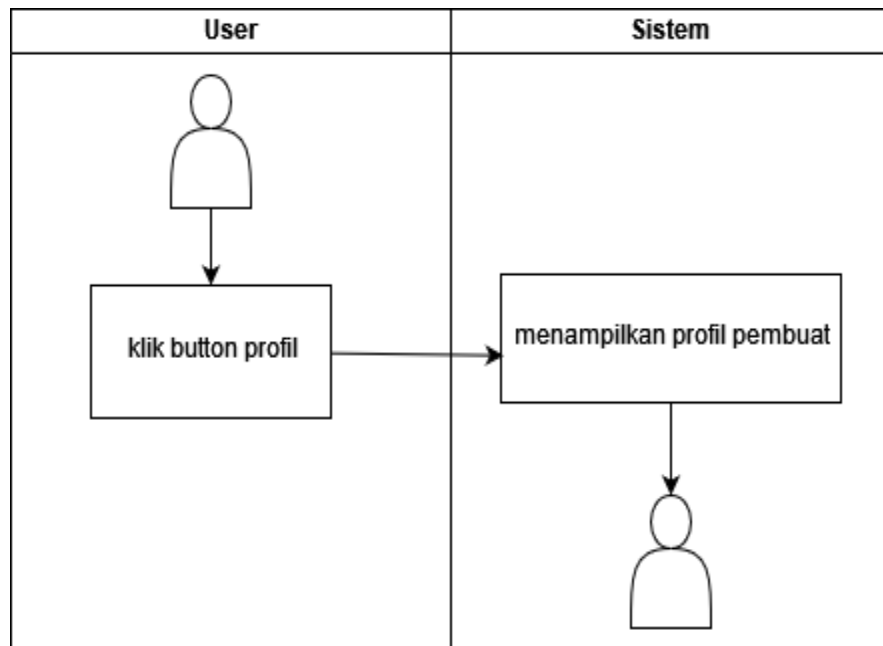 User
Sistem
klik button profil
menampilkan profil pembuat